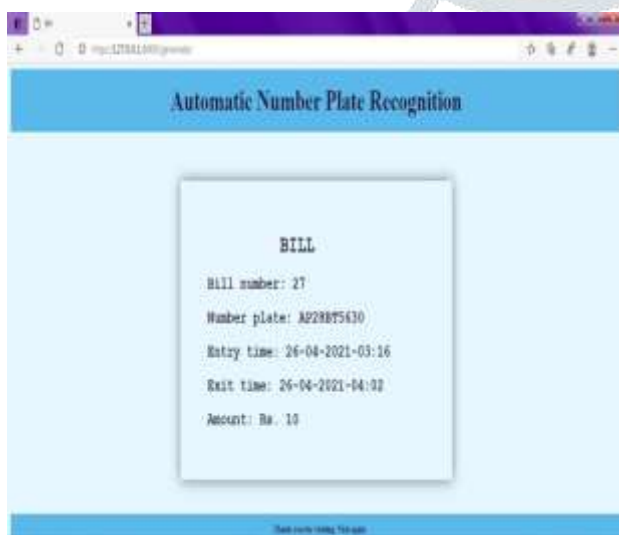 Automatic Number Plate Recognition
BILL
Bill number: 27
Number plate: AP28BT5630
Entry time: 26-04-2021-03:16
Exit time: 26-04-2021-04:02
Amount: Rs. 10